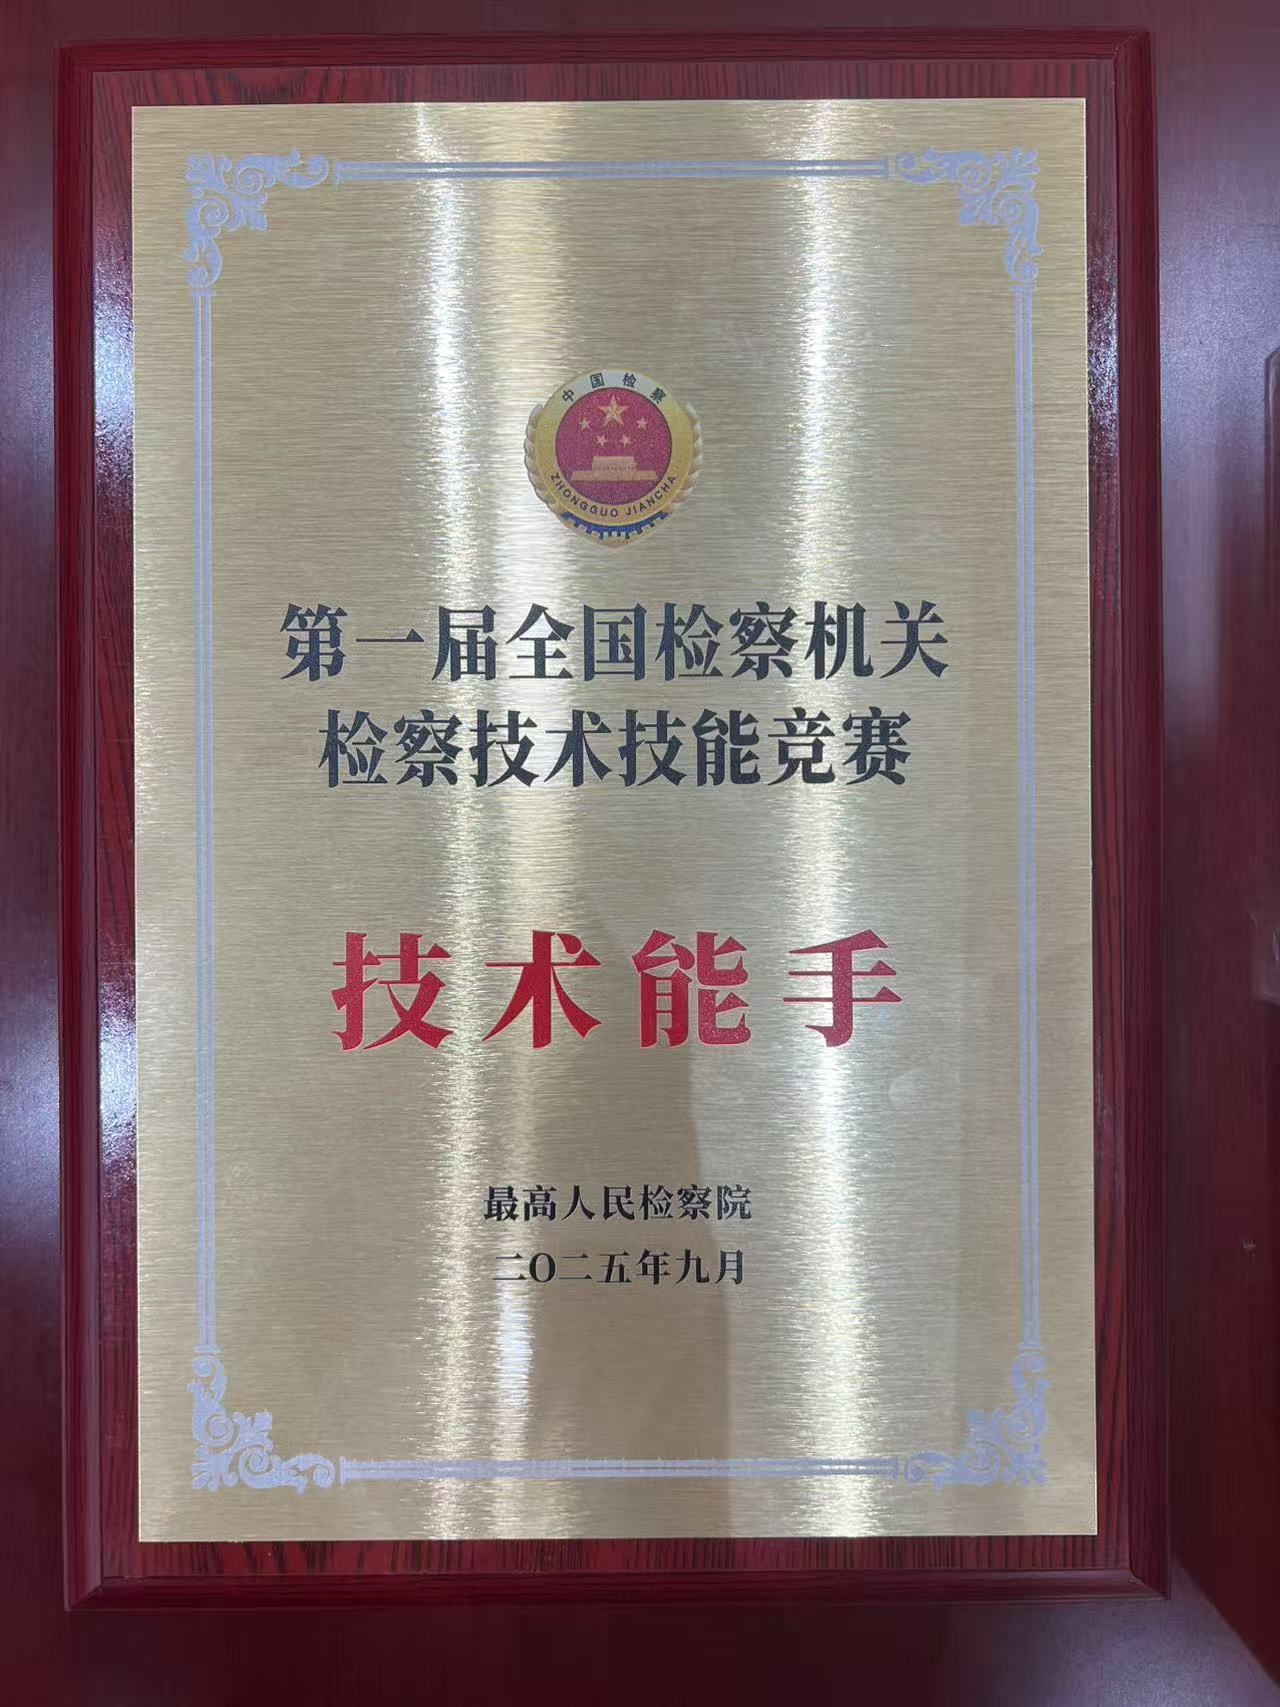 中国检察
ZHONGGUO JIANCHA
第一届全国检察机关
检察技术技能竞赛
技术能手
最高人民检察院
二〇二五年九月